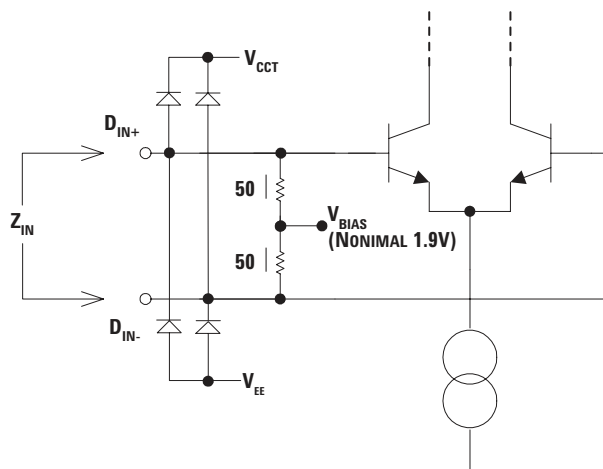 VCCT
DIN+
50 |
VBIAS
(NONIMAL 1.9V)
ZIN
50 |
DIN-
VEE